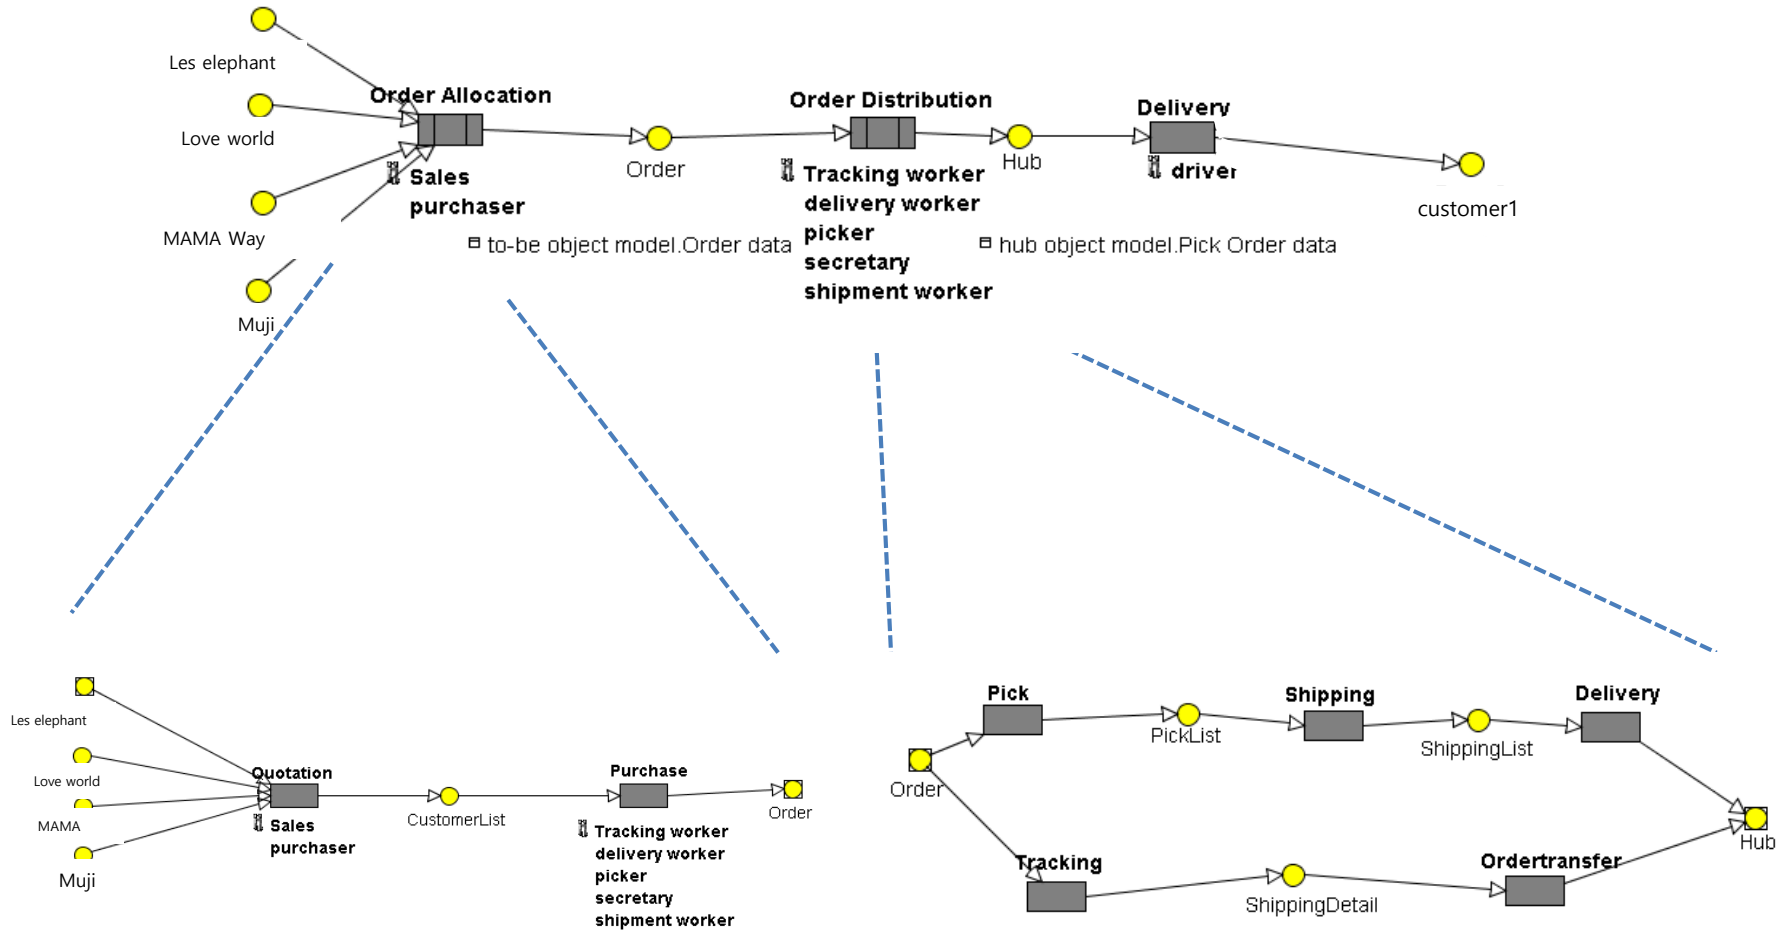 Les elephant
Order Allocation
Order Distribution
Delivery
Love world
Order
Hub
Sales
purchaser
Tracking worker
delivery worker
picker
secretary
shipment worker
driver
customer1
MAMA Way
to-be object model.Order data
hub object model.Pick Order data
Muji
Les elephant
Love world
MAMA
Muji
Quotation
Sales
purchaser
CustomerList
Purchase
Tracking worker
delivery worker
picker
secretary
shipment worker
Order
Pick
Shipping
Delivery
PickList
ShippingList
Order
Hub
Tracking
Ordertransfer
ShippingDetail